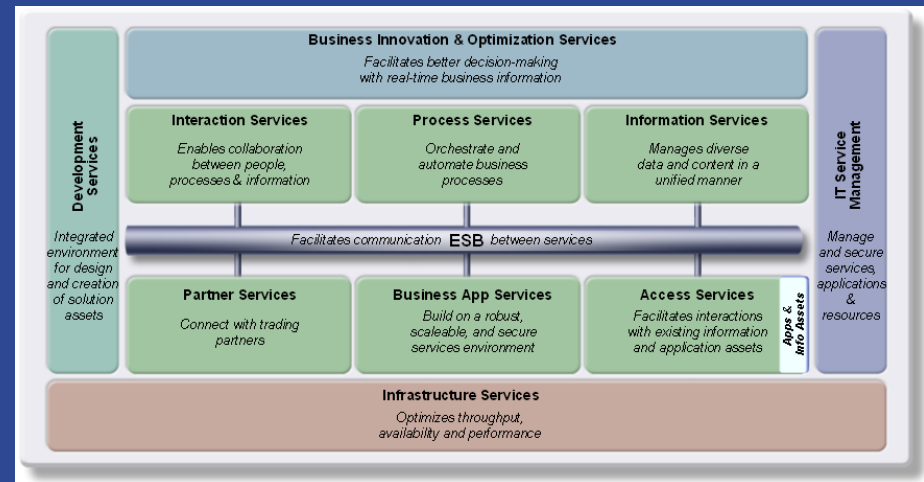 Business Innovation & Optimization Services
Facilitates better decision-making
with real-time business information
Development
Services
Integrated
environment
for design
and creation
of solution
assets
Interaction Services
Enables collaboration
between people,
processes & information
Process Services
Orchestrate and
automate business
processes
Information Services
Manages diverse
data and content in a
unified manner
IT Service
Management
Manage
and secure
services,
applications
&
resources
Facilitates communication ESB between services
Partner Services
Connect with trading
partners
Business App Services
Build on a robust,
scaleable, and secure
services environment
Access Services
Facilitates interactions
with existing information
and application assets
Apps &
Info Assets
Infrastructure Services
Optimizes throughput,
availability and performance